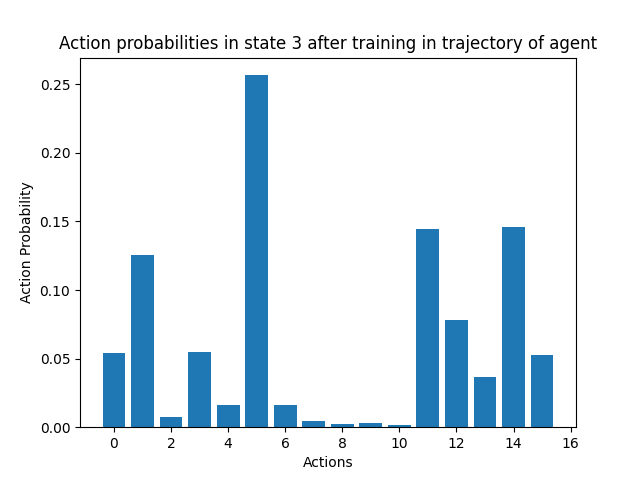 Action probabilities in state 3 after training in trajectory of agent
0.25
0.20
0.15
0.10
0.05
0.00
Action Probability
0 2 4 6 8 10 12 14 16
Actions